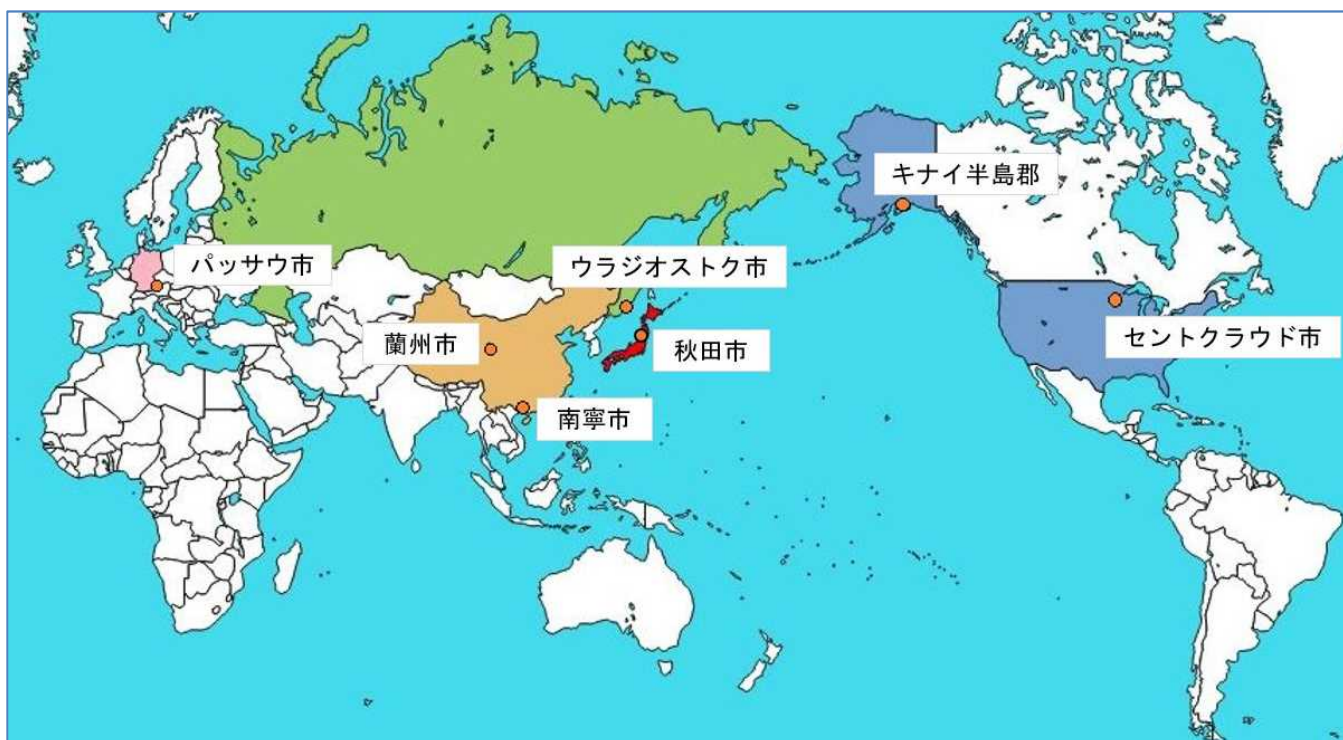 キナイ半島郡
パッサウ市
ウラジオストク市
蘭州市
秋田市
セントクラウド市
南寧市